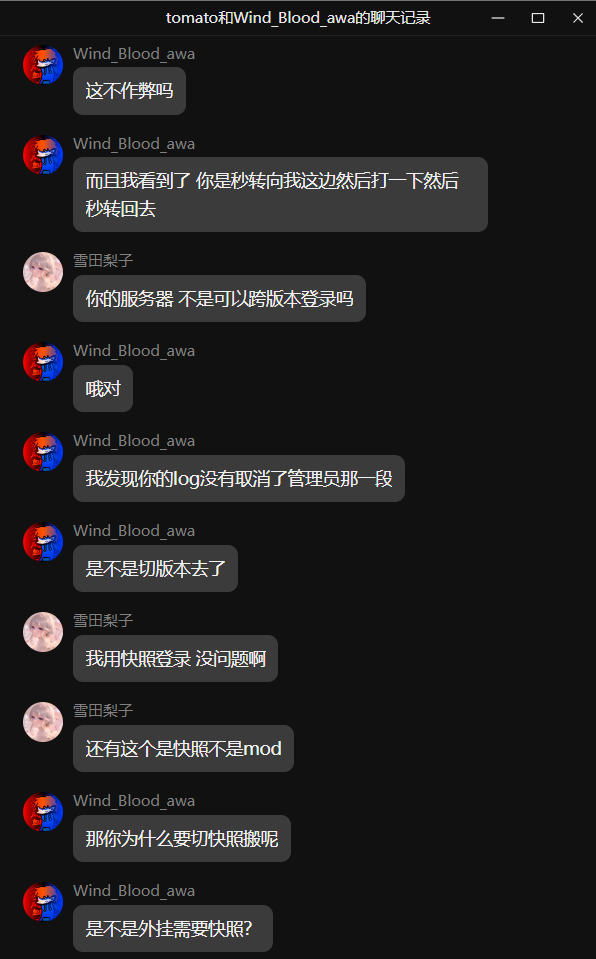 tomato和Wind_Blood_awa的聊天记录
Wind_Blood_awa
这不作弊吗
Wind_Blood_awa
而且我看到了 你是秒转向我这边然后打一下然后
秒转回去
雪田梨子
你的服务器 不是可以跨版本登录吗
Wind_Blood_awa
哦对
Wind_Blood_awa
我发现你的log没有取消了管理员那一段
Wind_Blood_awa
是不是切版本去了
雪田梨子
我用快照登录 没问题啊
雪田梨子
还有这个是快照不是mod
Wind_Blood_awa
那你为什么要切快照搬呢
Wind_Blood_awa
是不是外挂需要快照?